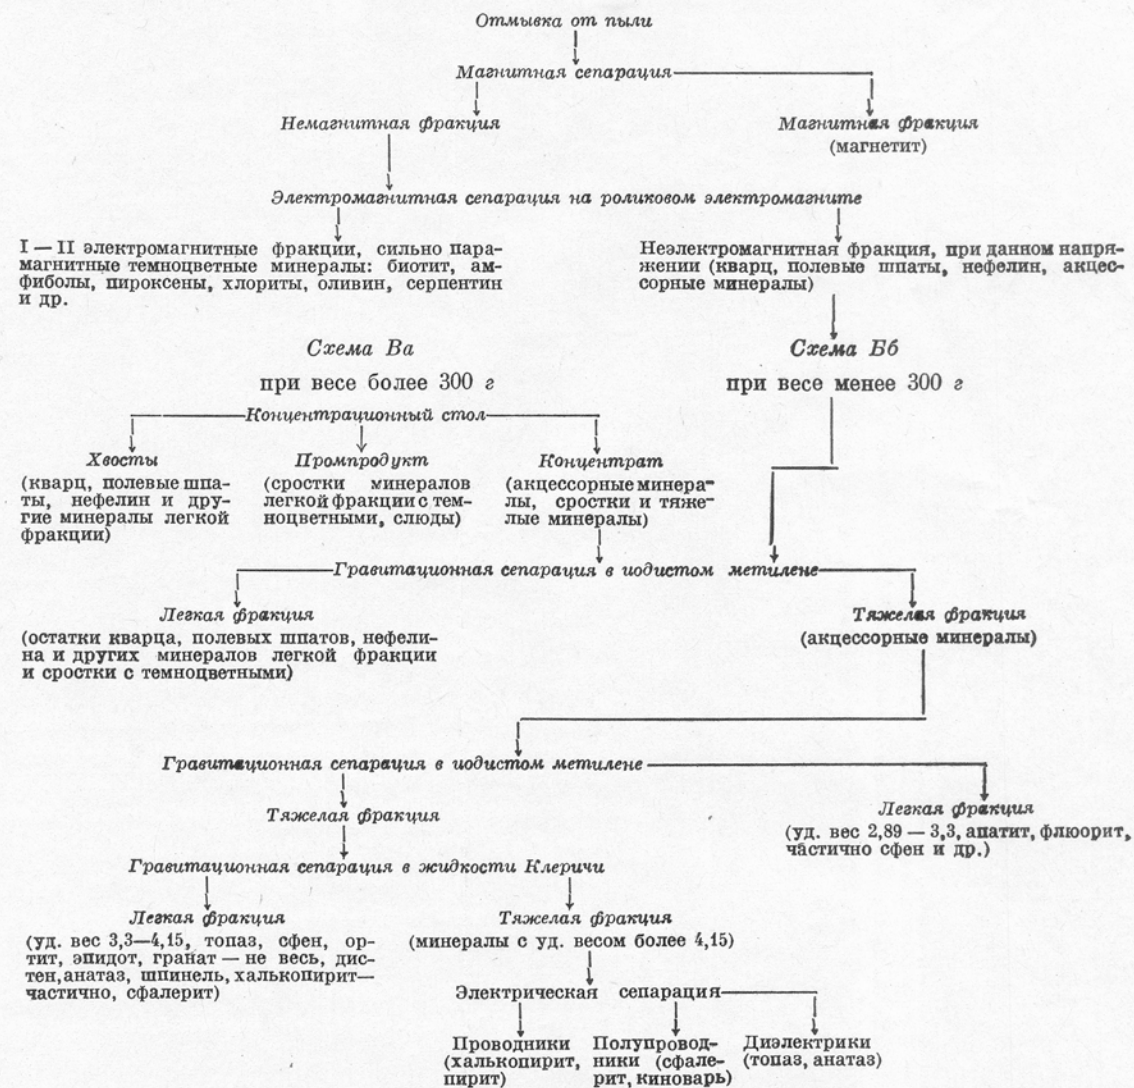 Отмывка от пыли
Магнитная сепарация
Немагнитная фракция
Магнитная фракция
(магнетит)
Электромагнитная сепарация на роликовом электромагните
I — II электромагнитные фракции, сильно пара-
магнитные темноцветные минералы: биотит, ам-
фиболы, пироксены, хлориты, оливин, серпентин
и др.
Неэлектромагнитная фракция, при данном напря-
жении (кварц, полевые шпаты, нефелин, акцес-
сорные минералы)
Схема Ва
при весе более 300 г
Схема Бб
при весе менее 300 г
Концентрационный стол
Хвосты
(кварц, полевые шпа-
ты, нефелин и дру-
гие минералы легкой
фракции)
Промпродукт
(сростки минералов
легкой фракции с тем-
ноцветными, слюды)
Концентрат
(акцессорные минера-
лы, сростки и тяже-
лые минералы)
Гравитационная сепарация в иодистом метилене
Легкая фракция
(остатки кварца, полевых шпатов, нефели-
на и других минералов легкой фракции
и сростки с темноцветными)
Тяжелая фракция
(акцессорные минералы)
Гравитационная сепарация в иодистом метилене
Тяжелая фракция
Легкая фракция
(уд. вес 2,89 — 3,3, апатит, флюорит,
частично сфен и др.)
Гравитационная сепарация в жидкости Клеричи
Легкая фракция
(уд. вес 3,3—4,15, топаз, сфен, ор-
тит, эпидот, гранат — не весь, дис-
тен, анатаз, шпинель, халькопирит—
частично, сфалерит)
Тяжелая фракция
(минералы с уд. весом более 4,15)
Электрическая сепарация
Проводники
(халькопирит,
пирит)
Полупровод-
ники (сфале-
рит, киноварь)
Диэлектрики
(топаз, анатаз)